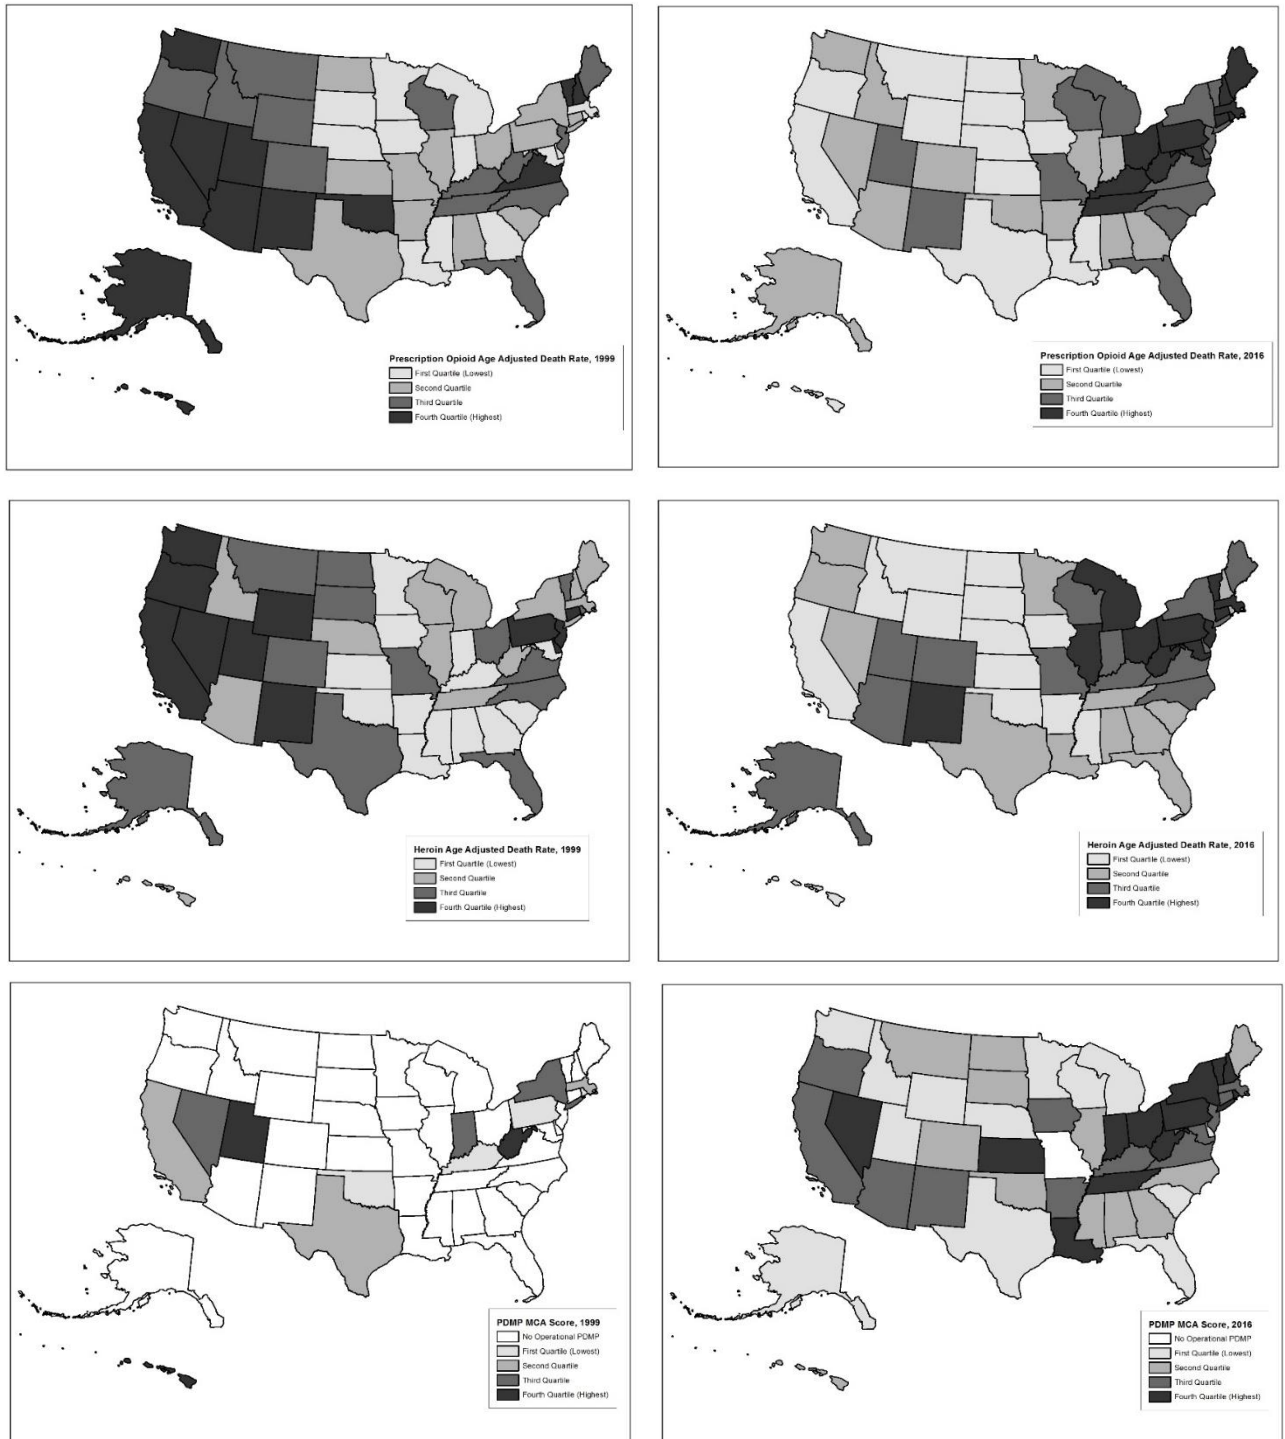 Prescription Opioid Age Adjusted Death Rate, 1999
First Quartile (Lowest)
Second Quartile
Third Quartile
Fourth Quartile (Highest)
Prescription Opioid Age Adjusted Death Rate, 2016
First Quartile (Lowest)
Second Quartile
Third Quartile
Fourth Quartile (Highest)
Heroin Age Adjusted Death Rate, 1999
First Quartile (Lowest)
Second Quartile
Third Quartile
Fourth Quartile (Highest)
Heroin Age Adjusted Death Rate, 2016
First Quartile (Lowest)
Second Quartile
Third Quartile
Fourth Quartile (Highest)
PDMP MCA Score, 1999
No Operational PDMP
First Quartile (Lowest)
Second Quartile
Third Quartile
Fourth Quartile (Highest)
PDMP MCA Score, 2016
No Operational PDMP
First Quartile (Lowest)
Second Quartile
Third Quartile
Fourth Quartile (Highest)